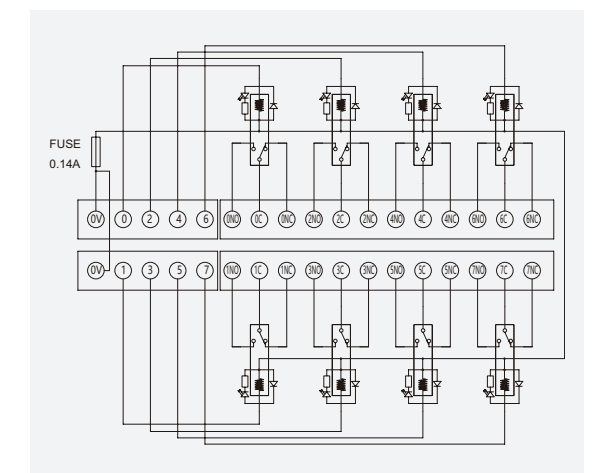 FUSE
0.14A
0V 0 2 4 6 0NO 0C 0NC 2NO 2C 2NC 4NO 4C 4NC 6NO 6C 6NC
0V 1 3 5 7 1NO 1C 1NC 3NO 3C 3NC 5NO 5C 5NC 7NO 7C 7NC